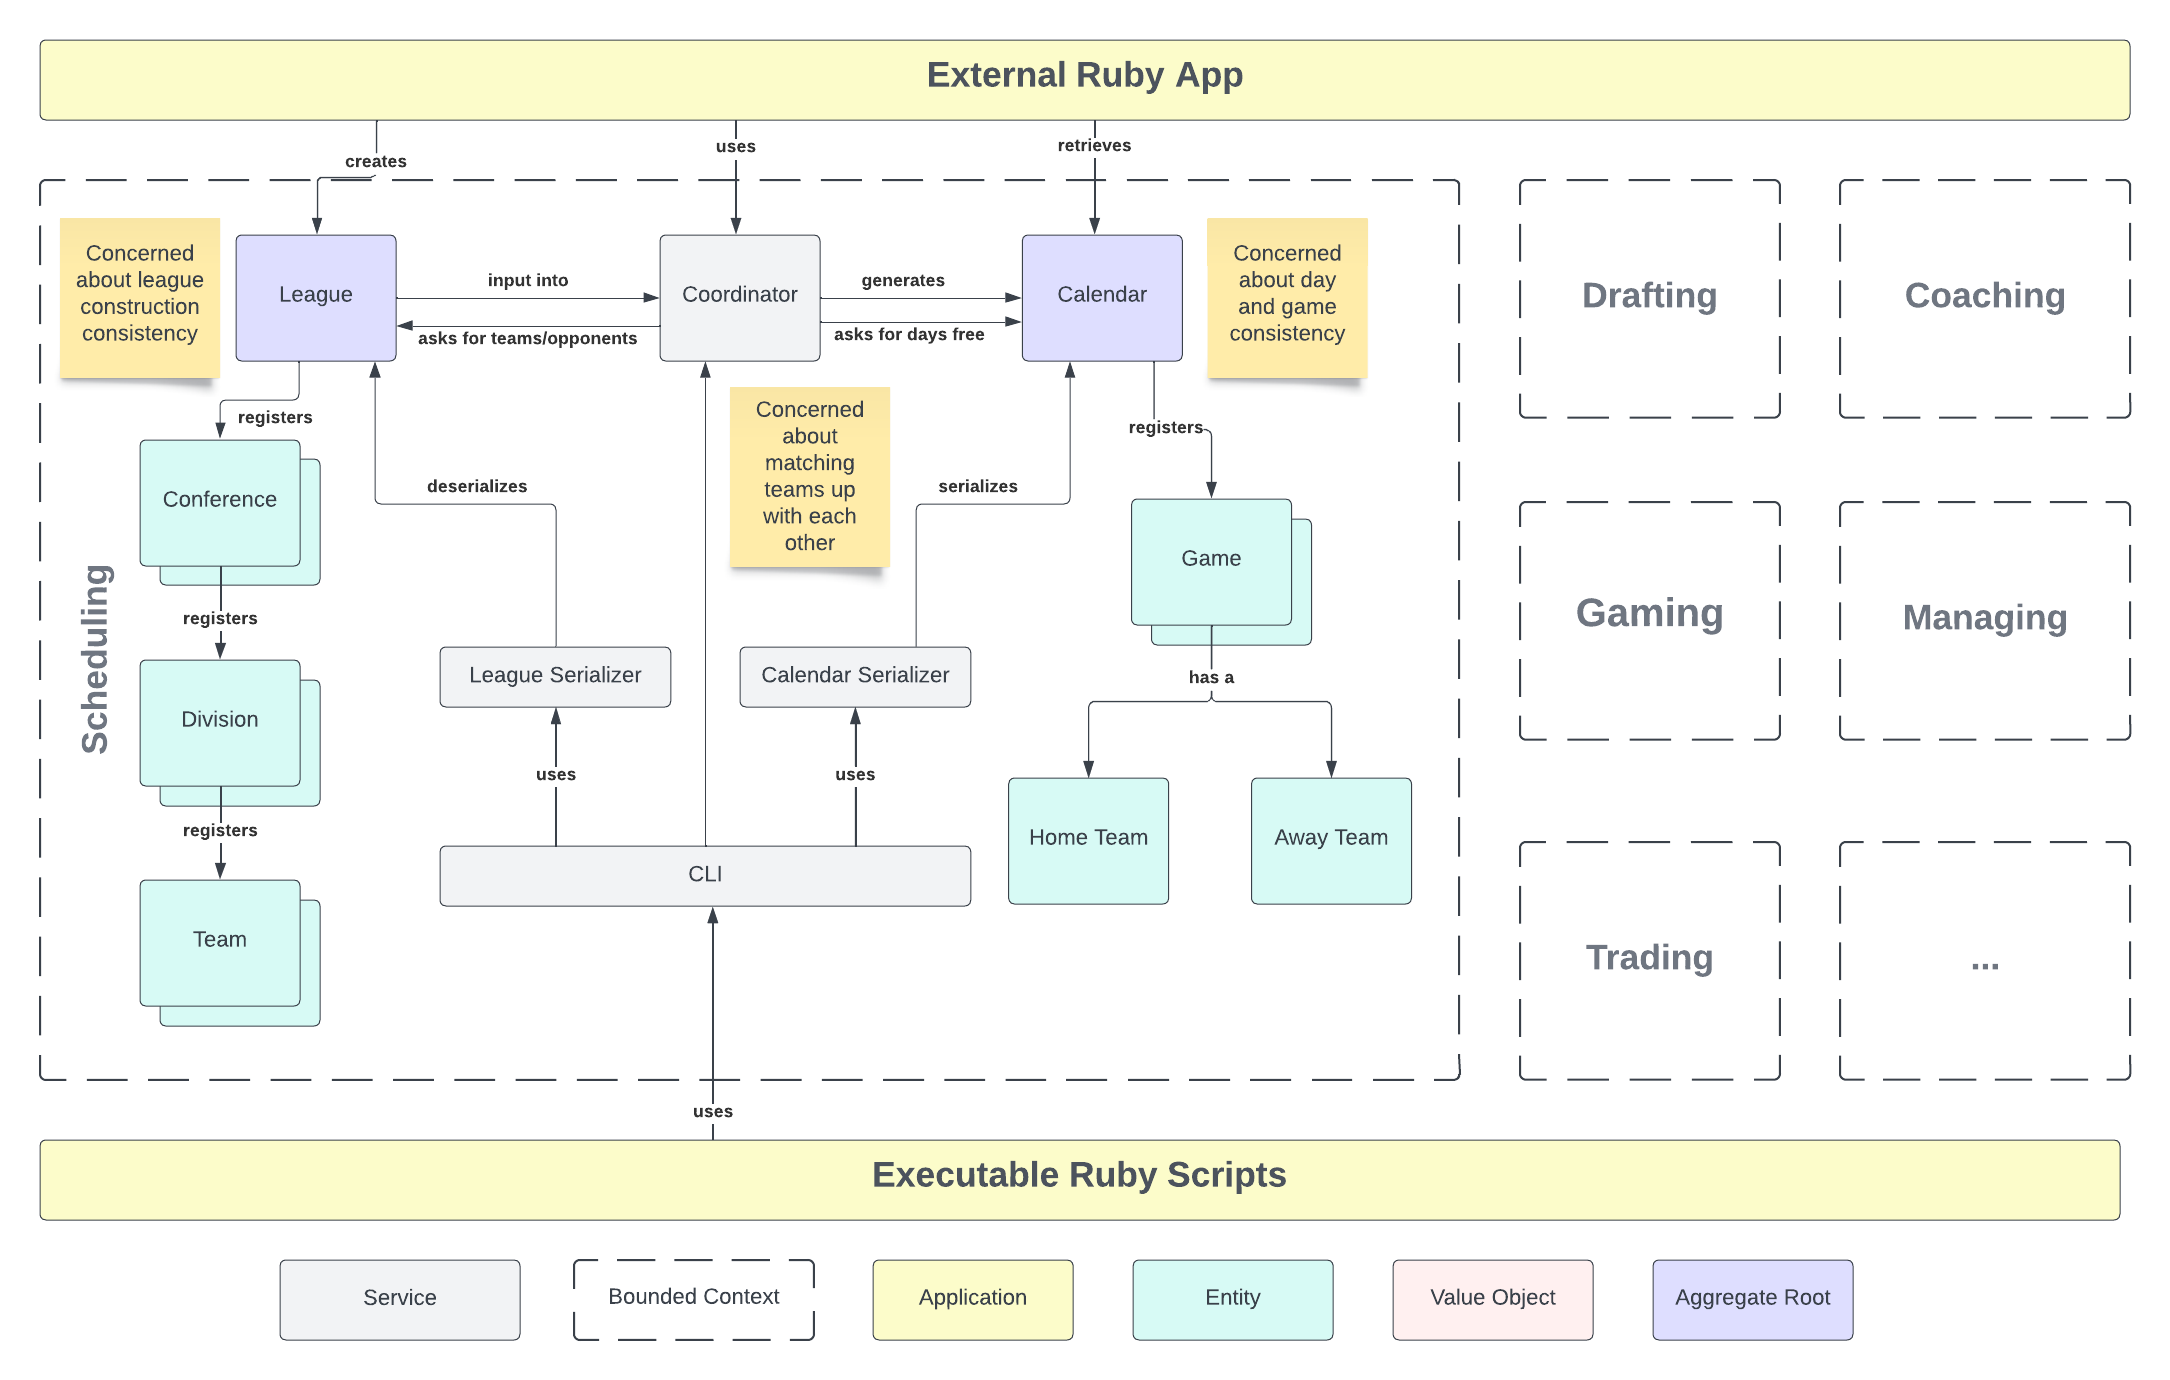 External Ruby App
creates
uses
retrieves
Concerned
about league
construction
consistency
League
input into
asks for teams/opponents
Coordinator
generates
asks for days free
Calendar
Concerned
about day
and game
consistency
Drafting
Coaching
registers
Conference
deserializes
Concerned
about
matching
teams up
with each
other
serializes
registers
Game
Gaming
Managing
Scheduling
registers
Division
League Serializer
Calendar Serializer
has a
uses
uses
registers
Home Team
Away Team
CLI
Team
Trading
...
uses
Executable Ruby Scripts
Service
Bounded Context
Application
Entity
Value Object
Aggregate Root